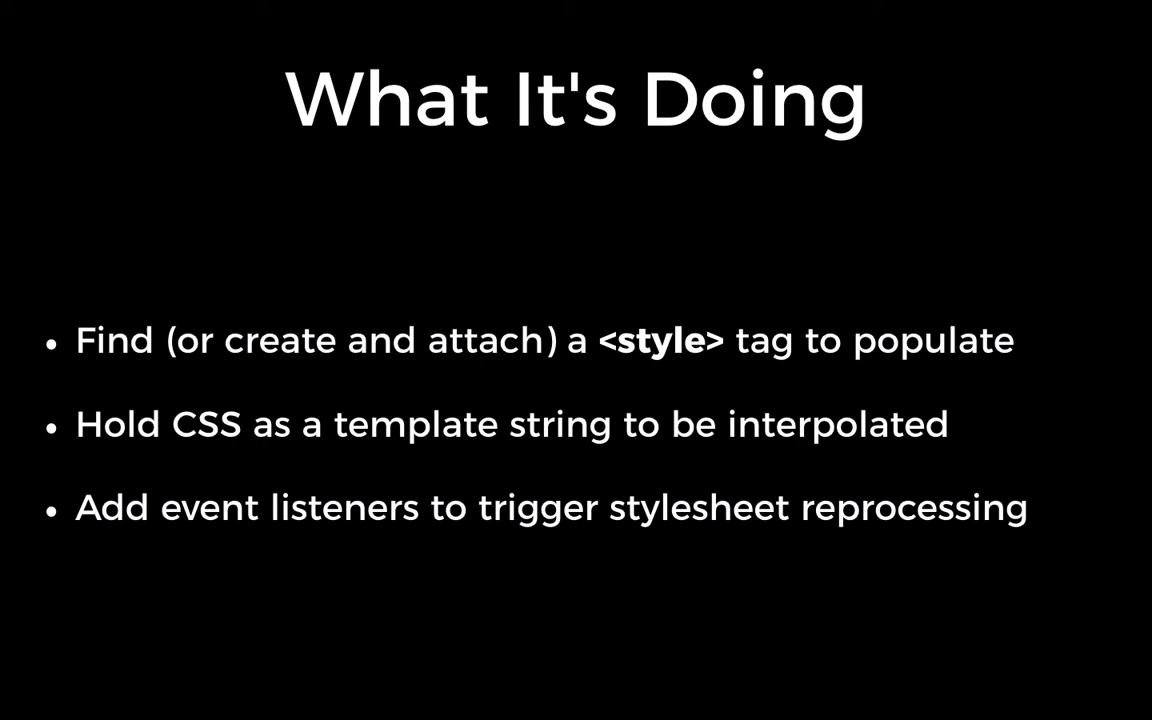 What It's Doing
• Find (or create and attach) a <style> tag to populate
• Hold CSS as a template string to be interpolated
• Add event listeners to trigger stylesheet reprocessing